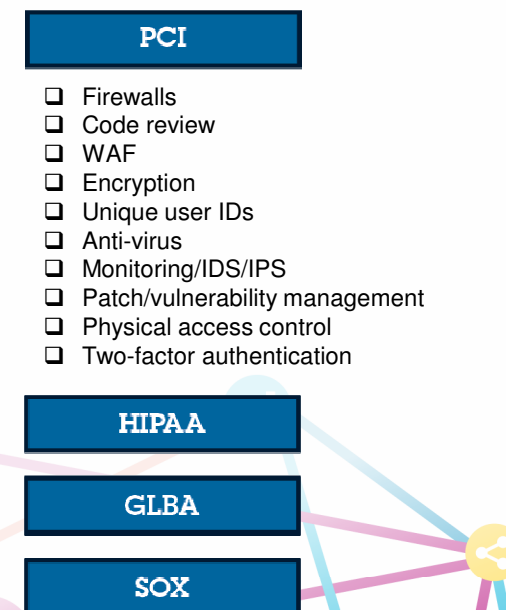 PCI
❑ Firewalls
❑ Code review
❑ WAF
❑ Encryption
❑ Unique user IDs
❑ Anti-virus
❑ Monitoring/IDS/IPS
❑ Patch/vulnerability management
❑ Physical access control
❑ Two-factor authentication
HIPAA
GLBA
SOX